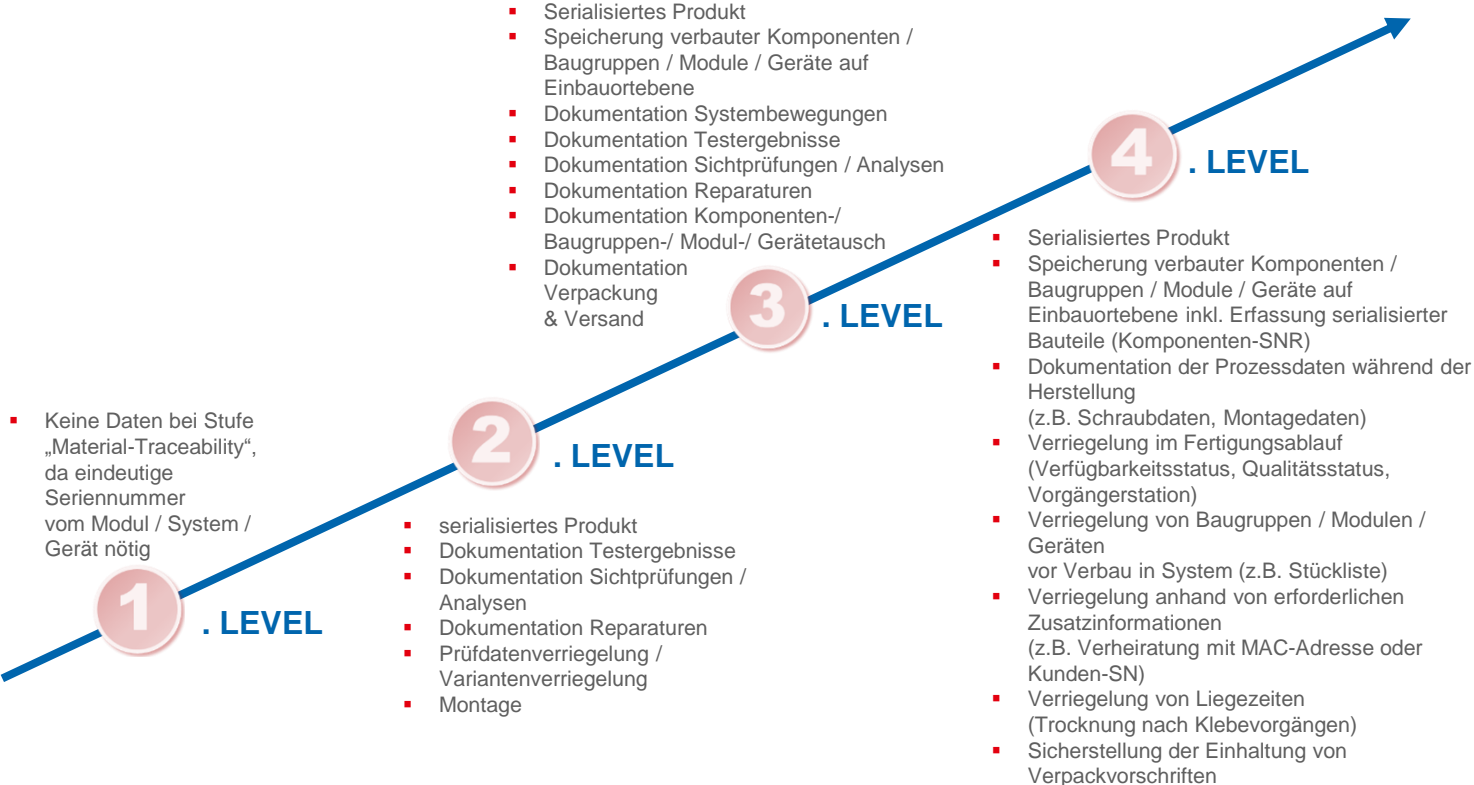 Keine Daten bei Stufe
„Material-Traceability“,
da eindeutige
Seriennummer
vom Modul / System /
Gerät nötig
1
. LEVEL
2
. LEVEL
serialisiertes Produkt
Dokumentation Testergebnisse
Dokumentation Sichtprüfungen /
Analysen
Dokumentation Reparaturen
Prüfdatenverriegelung /
Variantenverriegelung
Montage
Serialisiertes Produkt
Speicherung verbauter Komponenten /
Baugruppen / Module / Geräte auf
Einbauortebene
Dokumentation Systembewegungen
Dokumentation Testergebnisse
Dokumentation Sichtprüfungen / Analysen
Dokumentation Reparaturen
Dokumentation Komponenten-/
Baugruppen-/ Modul-/ Gerätetausch
Dokumentation
Verpackung
& Versand
3
. LEVEL
4
. LEVEL
Serialisiertes Produkt
Speicherung verbauter Komponenten /
Baugruppen / Module / Geräte auf
Einbauortebene inkl. Erfassung serialisierter
Bauteile (Komponenten-SNR)
Dokumentation der Prozessdaten während der
Herstellung
(z.B. Schraubdaten, Montagedaten)
Verriegelung im Fertigungsablauf
(Verfügbarkeitsstatus, Qualitätsstatus,
Vorgängerstation)
Verriegelung von Baugruppen / Modulen /
Geräten
vor Verbau in System (z.B. Stückliste)
Verriegelung anhand von erforderlichen
Zusatzinformationen
(z.B. Verheiratung mit MAC-Adresse oder
Kunden-SN)
Verriegelung von Liegezeiten
(Trocknung nach Klebevorgängen)
Sicherstellung der Einhaltung von
Verpackvorschriften